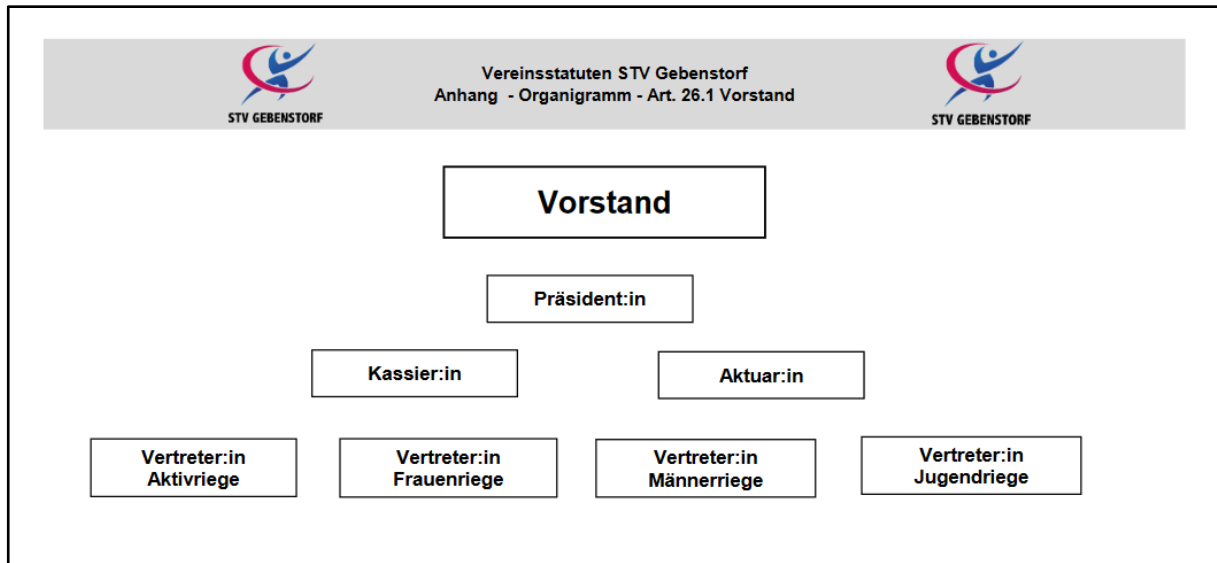 Vereinsstatuten STV Gebenstorf
Anhang - Organigramm - Art. 26.1 Vorstand
STV GEBENSTORF
STV GEBENSTORF
Vorstand
Präsident:in
Kassier:in
Aktuar:in
Vertreter:in
Aktivriege
Vertreter:in
Frauenriege
Vertreter:in
Männerriege
Vertreter:in
Jugendriege